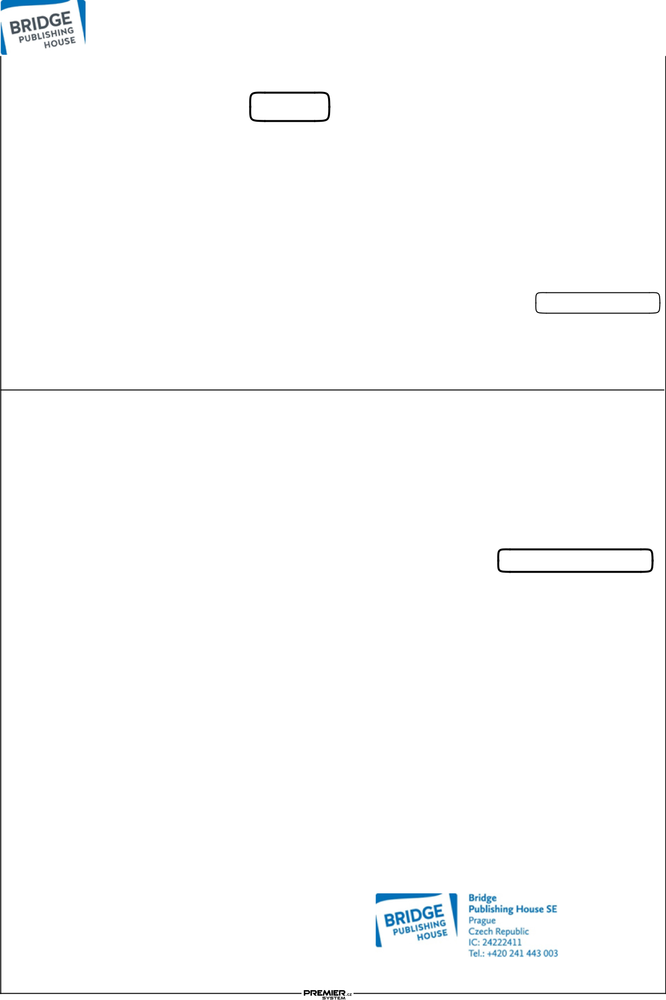 BRIDGE
PUBLISHING
HOUSE
BRIDGE
PUBLISHING
HOUSE
Bridge
Publishing House SE
Prague
Czech Republic
IC: 24222411
Tel.: +420 241 443 003
PREMIER.cz
SYSTEM